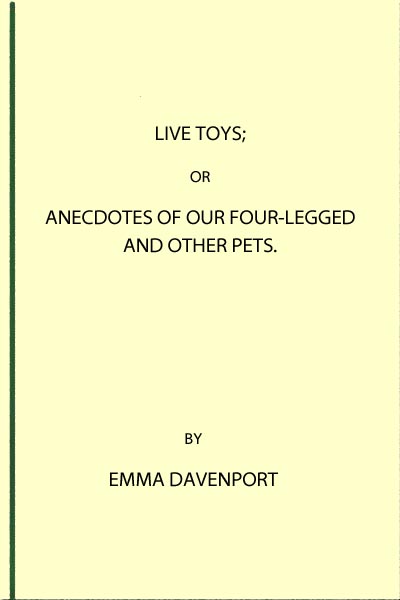 LIVE TOYS;
OR
ANECDOTES OF OUR FOUR-LEGGED
AND OTHER PETS.
BY
EMMA DAVENPORT